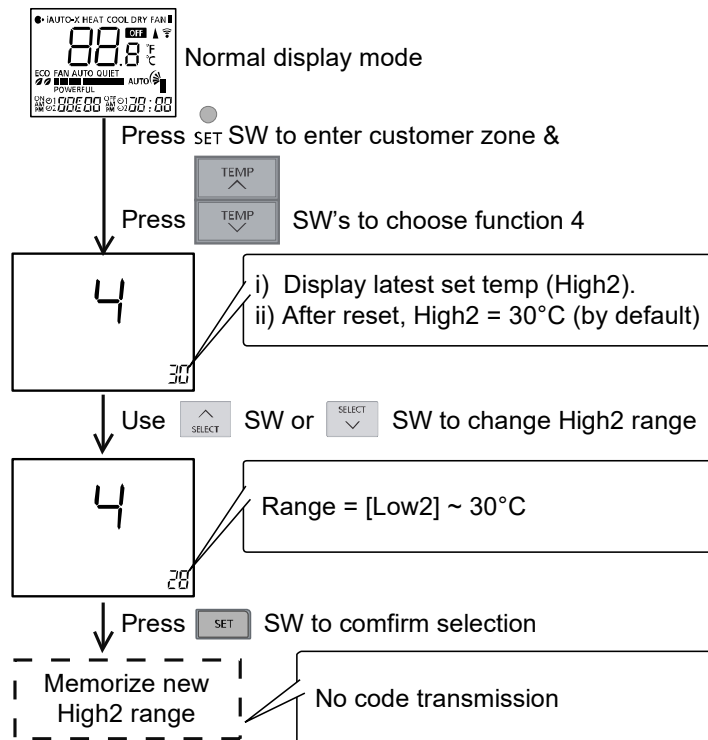 iAUTO-X HEAT COOL DRY FAN
OFF
88.8 °F °C
ECO FAN AUTO QUIET AUTO
POWERFUL
Normal display mode
Press SET SW to enter customer zone &
TEMP
Press TEMP SW's to choose function 4
4
30
i) Display latest set temp (High2).
ii) After reset, High2 = 30°C (by default)
Use SELECT SW or SELECT SW to change High2 range
4
28
Range = [Low2] ~ 30°C
Press SET SW to comfirm selection
Memorize new
High2 range
No code transmission